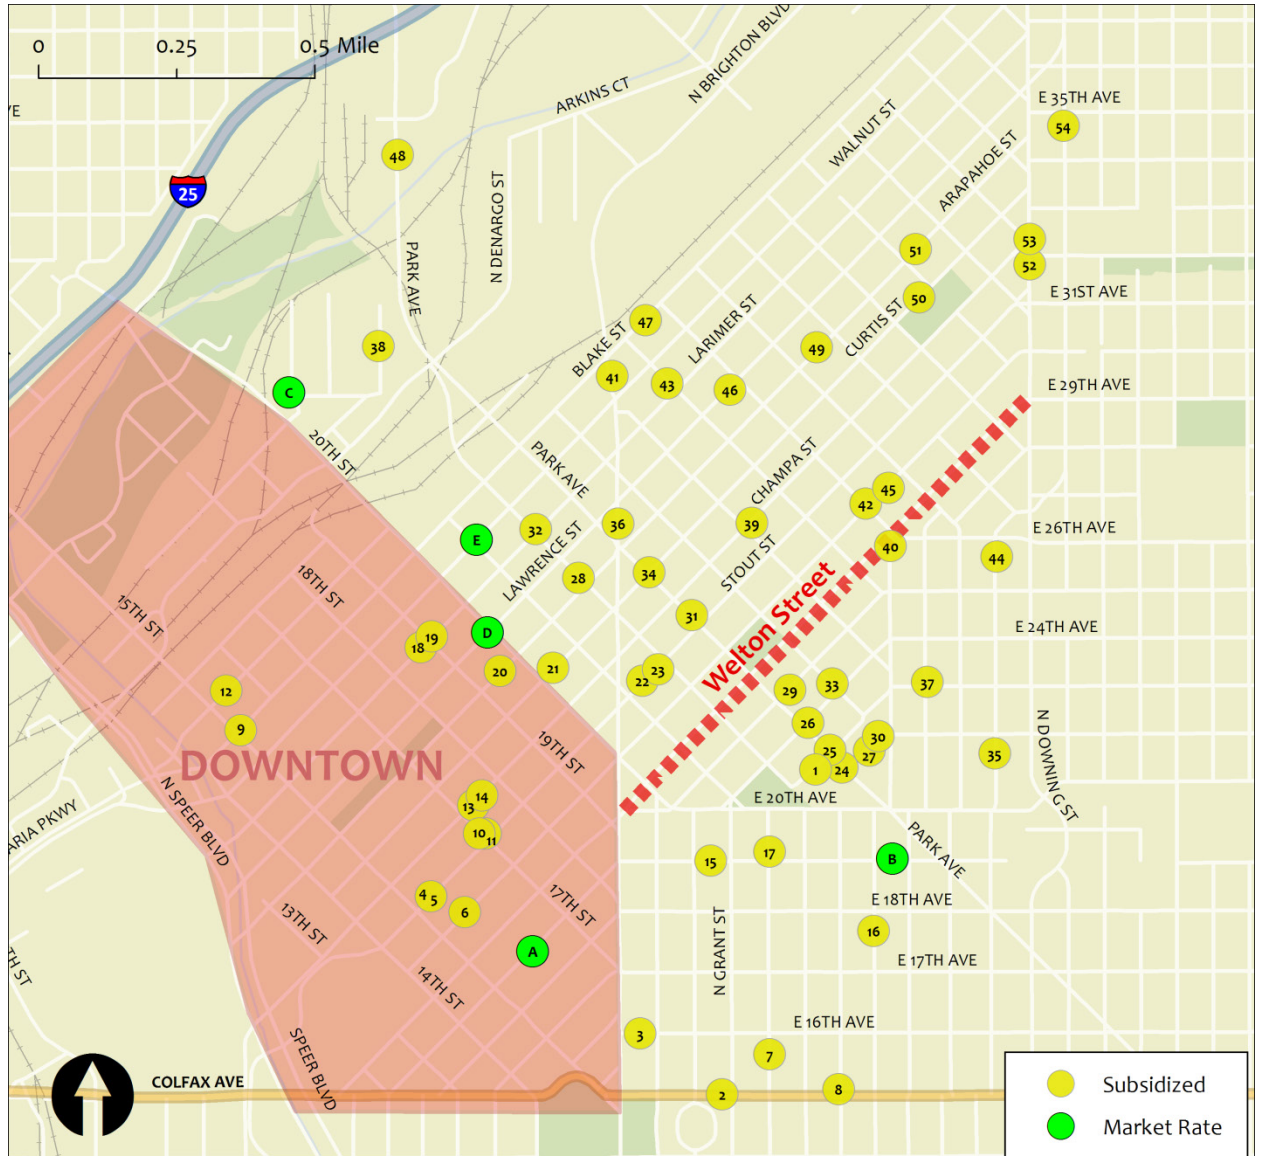 0 0.25 0.5 Mile
N BRIGHTON BLVD
ARKINS CT
E 35TH AVE
VE
54
WALNUT ST
48
ARAPAHOE ST
25
N DENARGO ST
53
51
52
PARK AVE
E 31ST AVE
50
47
LARIMER ST
CURTIS ST
38
BLAKE ST
49
41
43
46
E 29TH AVE
C
20TH ST
PARK AVE
CHAMPA ST
45
42
32
36
39
E 26TH AVE
E
LAWRENCE ST
40
44
STOUT ST
28
34
18TH ST
15TH ST
31
Welton Street
E 24TH AVE
D
19
18
20
21
23
22
12
29
33
37
26
9
19TH ST
30
25
27
35
N DOWNING ST
DOWNTOWN
1
24
14
13
E 20TH AVE
N SPEER BLVD
ARIA PKWY
10
11
PARK AVE
15
17
B
4
5
6
17TH ST
E 18TH AVE
13TH ST
16
A
N GRANT ST
E 17TH AVE
TH ST
14TH ST
3
E 16TH AVE
7
SPEER BLVD
COLFAX AVE
2
8
Subsidized
Market Rate